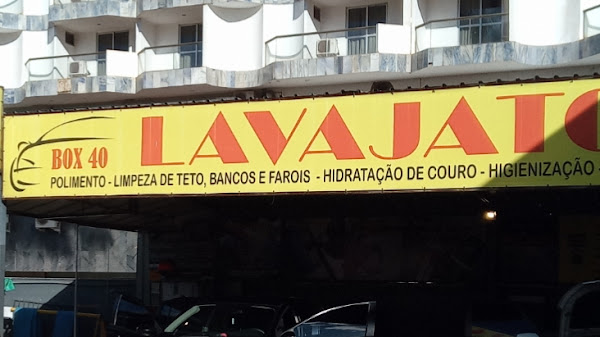 BOX 40
LAVAJATO
POLIMENTO - LIMPEZA DE TETO, BANCOS E FAROIS - HIDRATAÇÃO DE COURO - HIGIENIZAÇÃO -